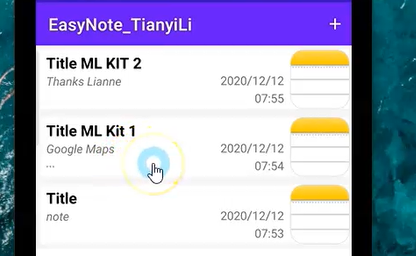 EasyNote_TianyiLi +
Title ML KIT 2
Thanks Lianne
2020/12/12
07:55
Title ML Kit 1
Google Maps
...
2020/12/12
07:54
Title
note
2020/12/12
07:53